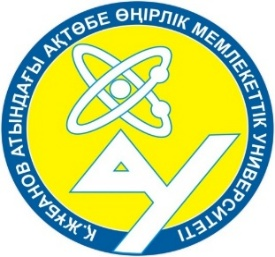 Қ.ЖҰБАНОВ АТЫНДАҒЫ АҚТӨБЕ ӨҢІРЛІК МЕМЛЕКЕТТІК УНИВЕРСИТЕТІ
АУ